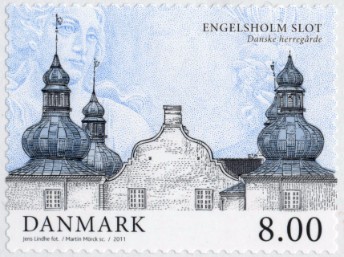 ENGELSHOLM SLOT
Danske herregårde
DANMARK
8.00
Jens Lindhe fot. / Martin Mörck sc. / 2011